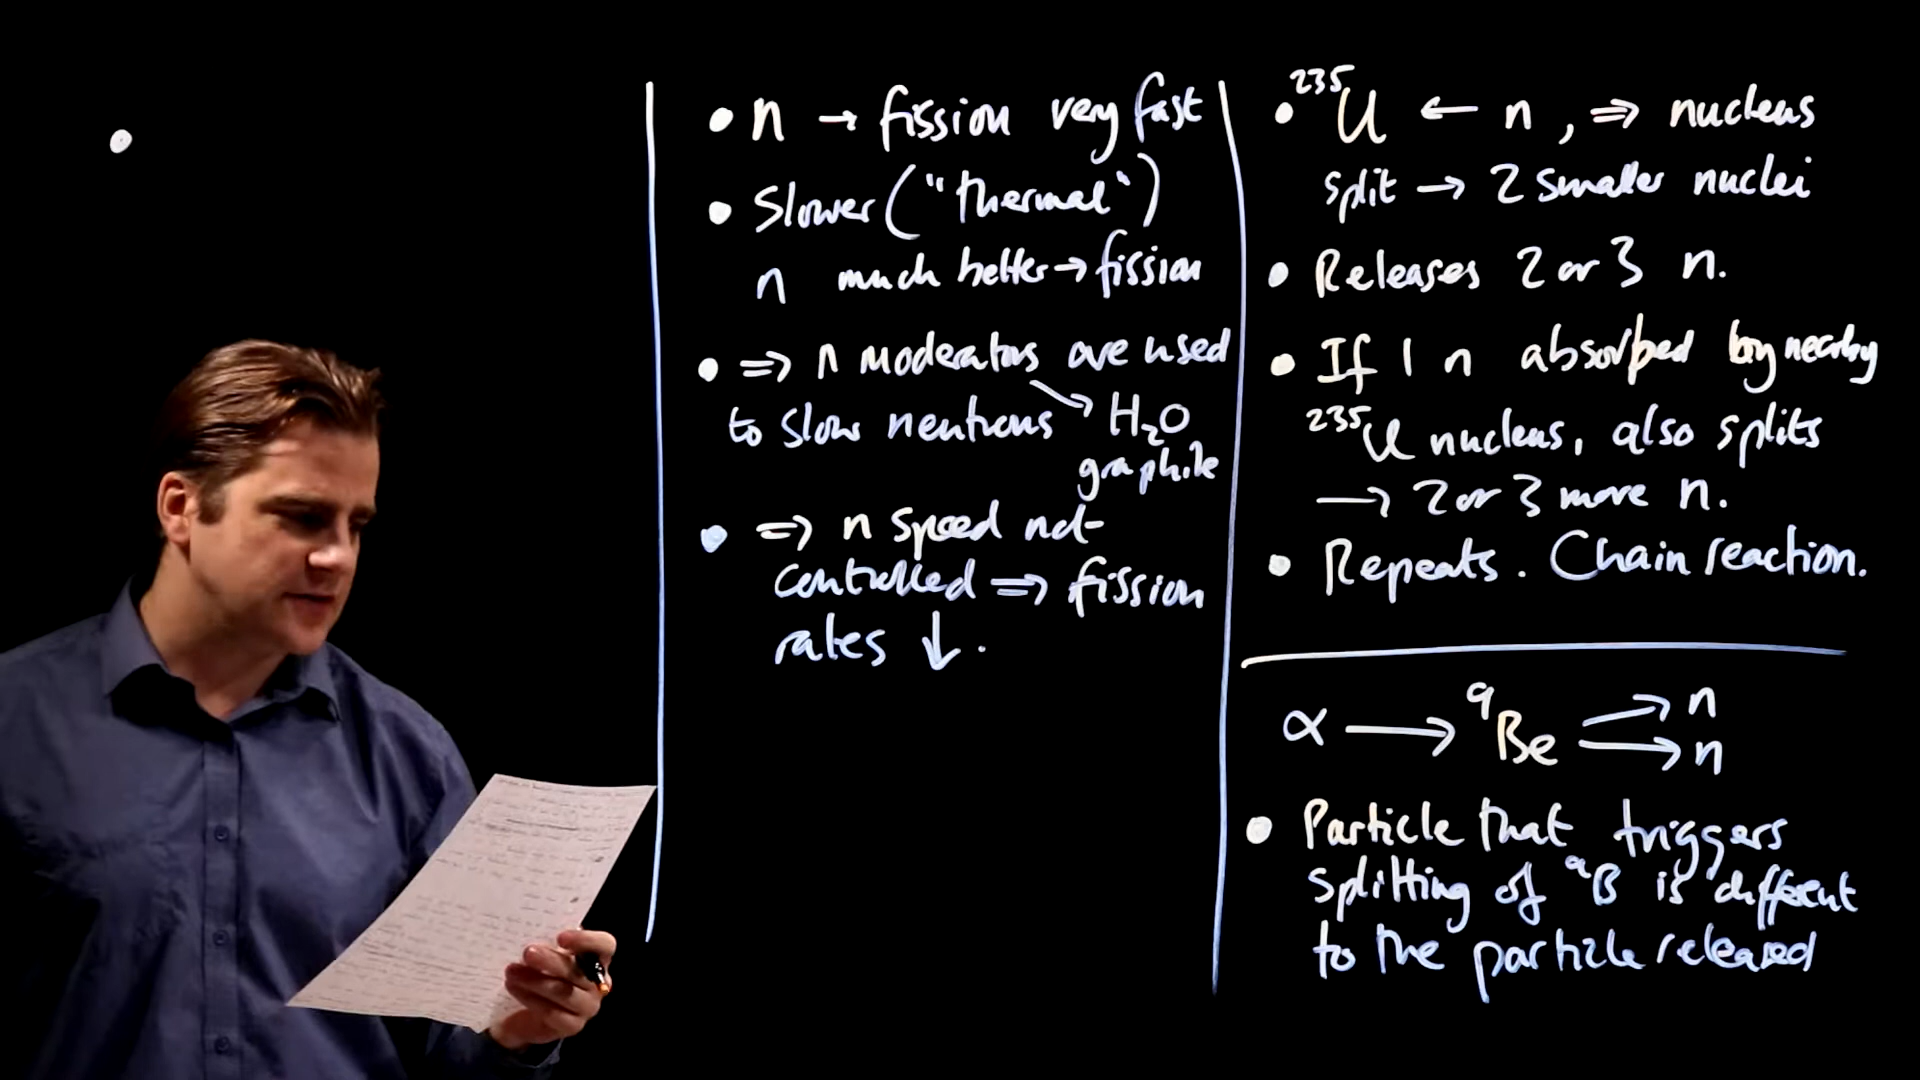 •
• n → fission very fast
• Slower ("thermal")
n much better → fission
• => n moderators are used
to slow neutrons → H₂O
graphite
• => n speed not
controlled => fission
rates ↓.
• ²³⁵U ← n, => nucleus
split → 2 smaller nuclei
• Releases 2 or 3 n.
• If 1 n absorbed by nearby
²³⁵U nucleus, also splits
→ 2 or 3 more n.
• Repeats. Chain reaction.
α → ⁹Be → n
→ n
• Particle that triggers
splitting of ⁹B is different
to the particle released